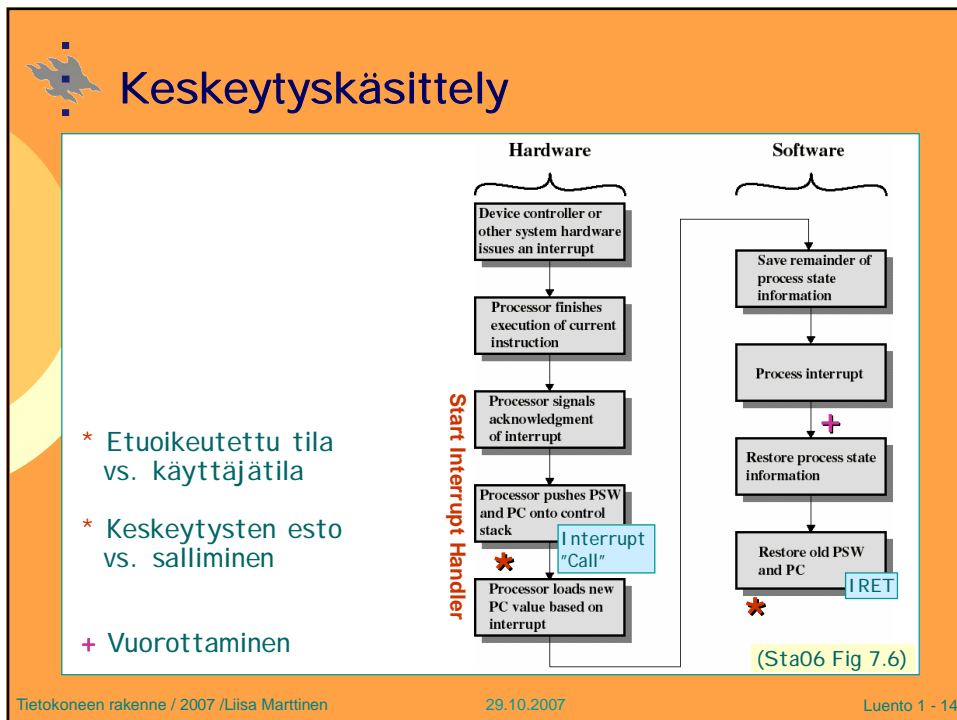 Keskeytyskäsittely
Hardware
Software
Device controller or
other system hardware
issues an interrupt
Processor finishes
execution of current
instruction
Processor signals
acknowledgment
of interrupt
Processor pushes PSW
and PC onto control
stack
Interrupt
"Call"
*
Processor loads new
PC value based on
interrupt
Start Interrupt Handler
Save remainder of
process state
information
Process interrupt
+
Restore process state
information
Restore old PSW
and PC
IRET
*
* Etuoikeutettu tila
vs. käyttäjätila
* Keskeytysten esto
vs. salliminen
+ Vuorottaminen
(Sta06 Fig 7.6)
Tietokoneen rakenne / 2007 /Liisa Marttinen
29.10.2007
Luento 1 - 14